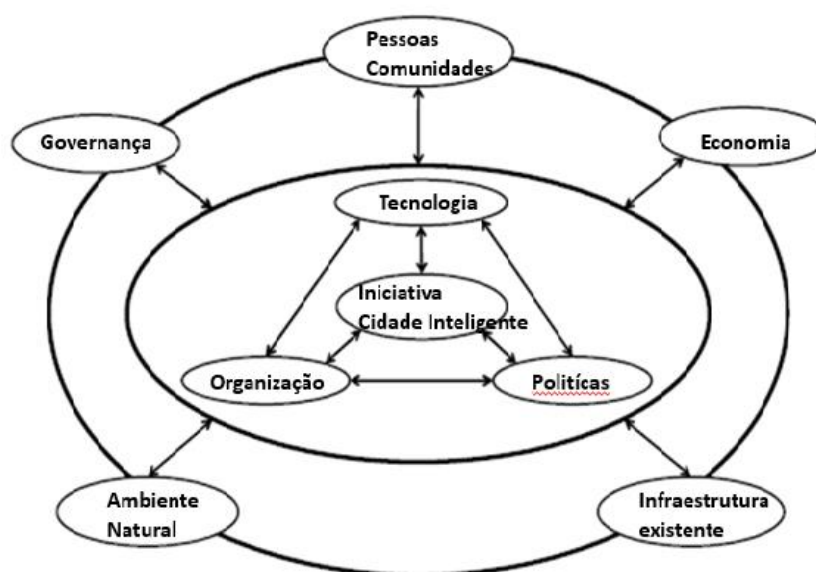 Pessoas
Comunidades
Governança
Economia
Tecnologia
Iniciativa
Cidade Inteligente
Organização
Politícas
Ambiente
Natural
Infraestrutura
existente